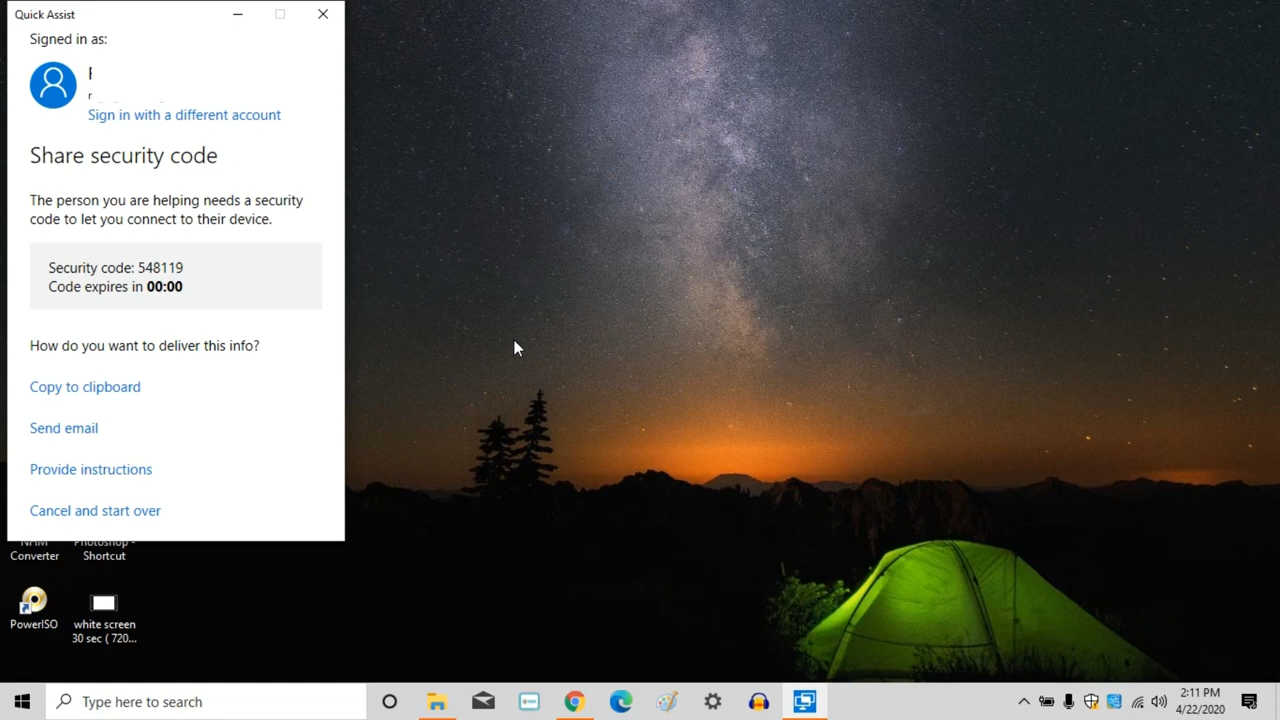 Quick Assist
Signed in as:
Sign in with a different account
Share security code
The person you are helping needs a security
code to let you connect to their device.
Security code: 548119
Code expires in 00:00
How do you want to deliver this info?
Copy to clipboard
Send email
Provide instructions
Cancel and start over
Converter
Photoshop -
Shortcut
PowerISO
white screen
30 sec ( 720...
Type here to search
2:11 PM
4/22/2020